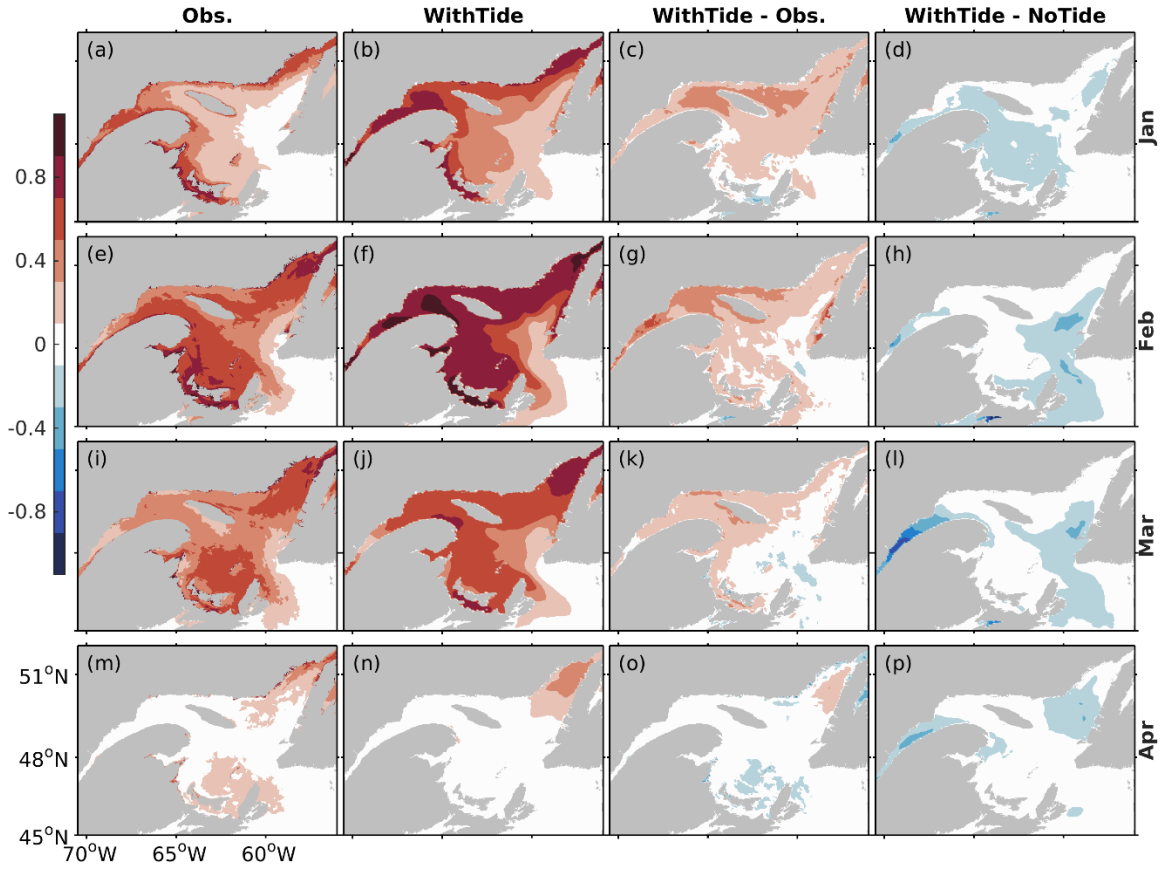 Obs. WithTide WithTide - Obs. WithTide - NoTide
(a) (b) (c) (d) Jan
0.8
0.4
0
-0.4
-0.8
(e) (f) (g) (h) Feb
(i) (j) (k) (l) Mar
(m) (n) (o) (p) Apr
51°N
48°N
45°N
70°W 65°W 60°W